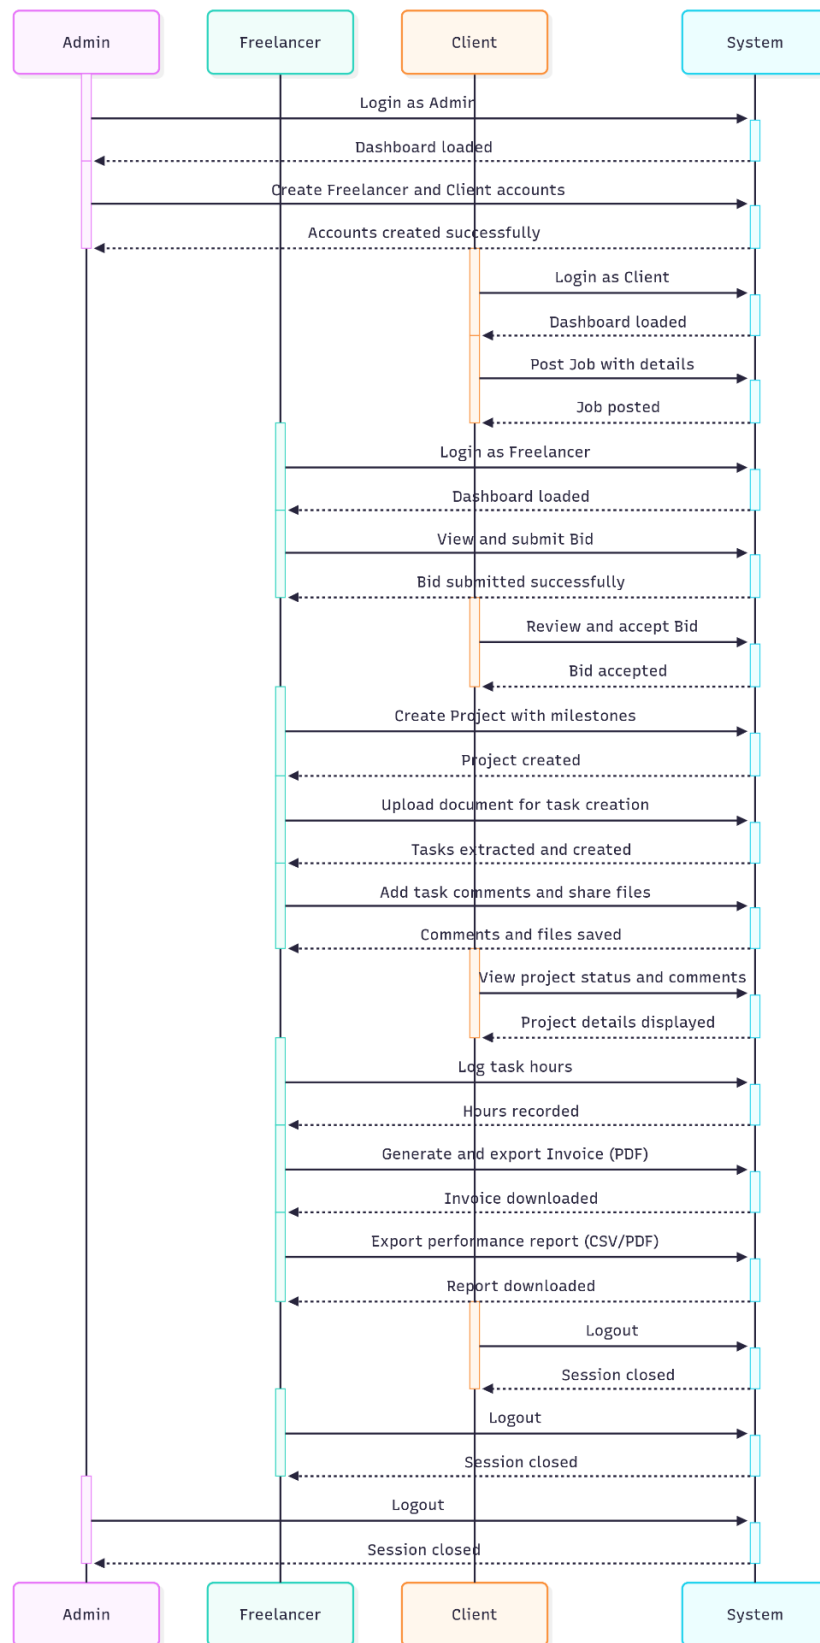 Admin
Freelancer
Client
System
Login as Admin
Dashboard loaded
Create Freelancer and Client accounts
Accounts created successfully
Login as Client
Dashboard loaded
Post Job with details
Job posted
Login as Freelancer
Dashboard loaded
View and submit Bid
Bid submitted successfully
Review and accept Bid
Bid accepted
Create Project with milestones
Project created
Upload document for task creation
Tasks extracted and created
Add task comments and share files
Comments and files saved
View project status and comments
Project details displayed
Log task hours
Hours recorded
Generate and export Invoice (PDF)
Invoice downloaded
Export performance report (CSV/PDF)
Report downloaded
Logout
Session closed
Logout
Session closed
Logout
Session closed
Admin
Freelancer
Client
System